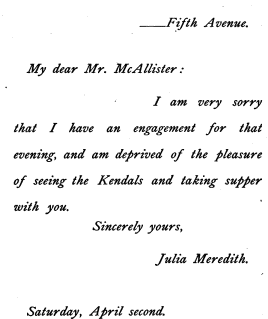 ——Fifth Avenue.
My dear Mr. McAllister:
I am very sorry
that I have an engagement for that
evening, and am deprived of the pleasure
of seeing the Kendals and taking supper
with you.
Sincerely yours,
Julia Meredith.
Saturday, April second.